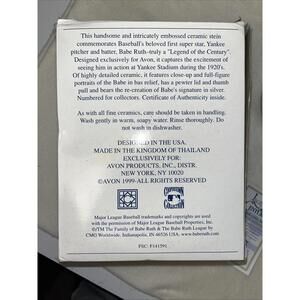 This handsome and intricately embossed ceramic stein
commemorates Baseball's beloved first super star, Yankee
pitcher and batter, Babe Ruth-truly a "Legend of the Century".
Designed exclusively for Avon, it captures the excitement of
seeing him in action at Yankee Stadium during the 1920's.
Of highly detailed ceramic, it features close-up and full-figure
portraits of the Babe in bas relief, has a pewter lid and thumb
pull and bears the re-creation of Babe's signature in silver.
Numbered for collectors. Certificate of Authenticity inside.
As with all fine ceramics, care should be taken in handling.
Wash gently in warm, soapy water. Rinse thoroughly. Do
not wash in dishwasher.
DESIGNED IN THE USA.
MADE IN THE KINGDOM OF THAILAND
EXCLUSIVELY FOR:
AVON PRODUCTS, INC., DISTR.
NEW YORK, NY 10020
©AVON 1999-ALL RIGHTS RESERVED
COOPERSTOWN
COLLECTION
Major League Baseball trademarks and copyrights are used
with the permission of Major League Baseball Properties, Inc.
©/TM The Family of Babe Ruth & The Babe Ruth League by
CMG Worldwide, Indianapolis, IN 46526 USA. www.baberuth.com
FSC: F141591